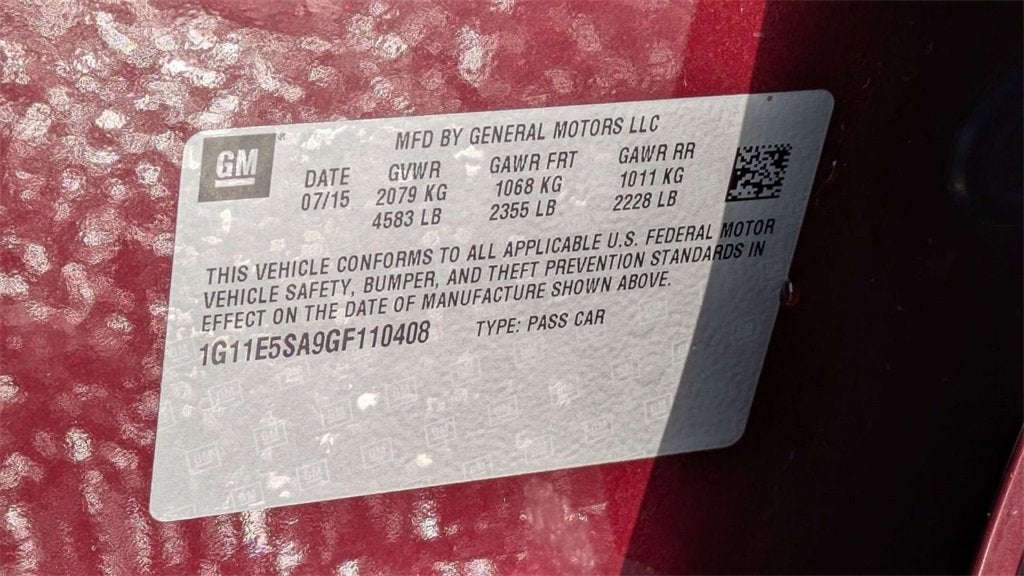 MFD BY GENERAL MOTORS LLC
GM
DATE GVWR GAWR FRT GAWR RR
07/15 2079 KG 1068 KG 1011 KG
4583 LB 2355 LB 2228 LB
THIS VEHICLE CONFORMS TO ALL APPLICABLE U.S. FEDERAL MOTOR
VEHICLE SAFETY, BUMPER, AND THEFT PREVENTION STANDARDS IN
EFFECT ON THE DATE OF MANUFACTURE SHOWN ABOVE.
1G11E5SA9GF110408 TYPE: PASS CAR